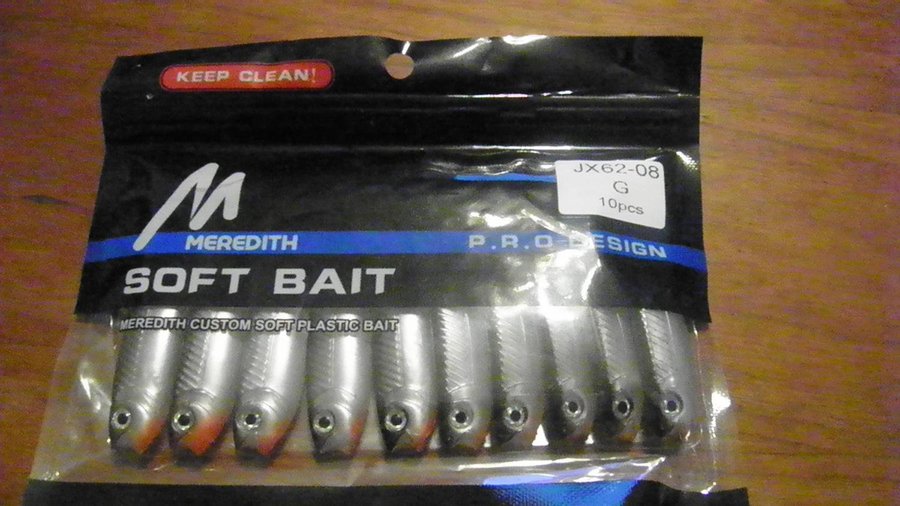 KEEP CLEAN!
JX62-08
G
10pcs
M
MEREDITH
P.R.O DESIGN
SOFT BAIT
MEREDITH CUSTOM SOFT PLASTIC BAIT